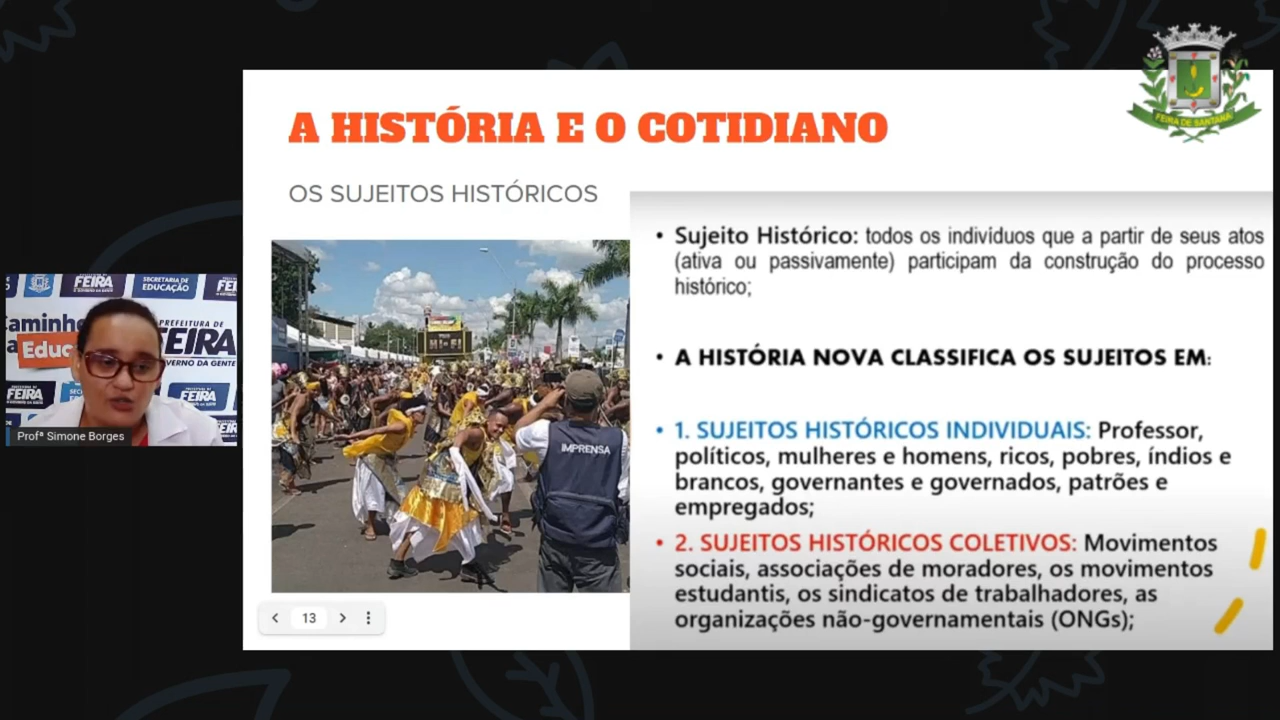 FEIRA DE SANTANA
A HISTÓRIA E O COTIDIANO
OS SUJEITOS HISTÓRICOS
• Sujeito Histórico: todos os indivíduos que a partir de seus atos
(ativa ou passivamente) participam da construção do processo
histórico;
• A HISTÓRIA NOVA CLASSIFICA OS SUJEITOS EM:
• 1. SUJEITOS HISTÓRICOS INDIVIDUAIS: Professor,
políticos, mulheres e homens, ricos, pobres, índios e
brancos, governantes e governados, patrões e
empregados;
• 2. SUJEITOS HISTÓRICOS COLETIVOS: Movimentos
sociais, associações de moradores, os movimentos
estudantis, os sindicatos de trabalhadores, as
organizações não-governamentais (ONGs);
IMPRENSA
13
FEIRA
SECRETARIA DE
EDUCAÇÃO
PREFEITURA DE
FEIRA
Educ
FEIRA
FEIRA
Profª Simone Borges